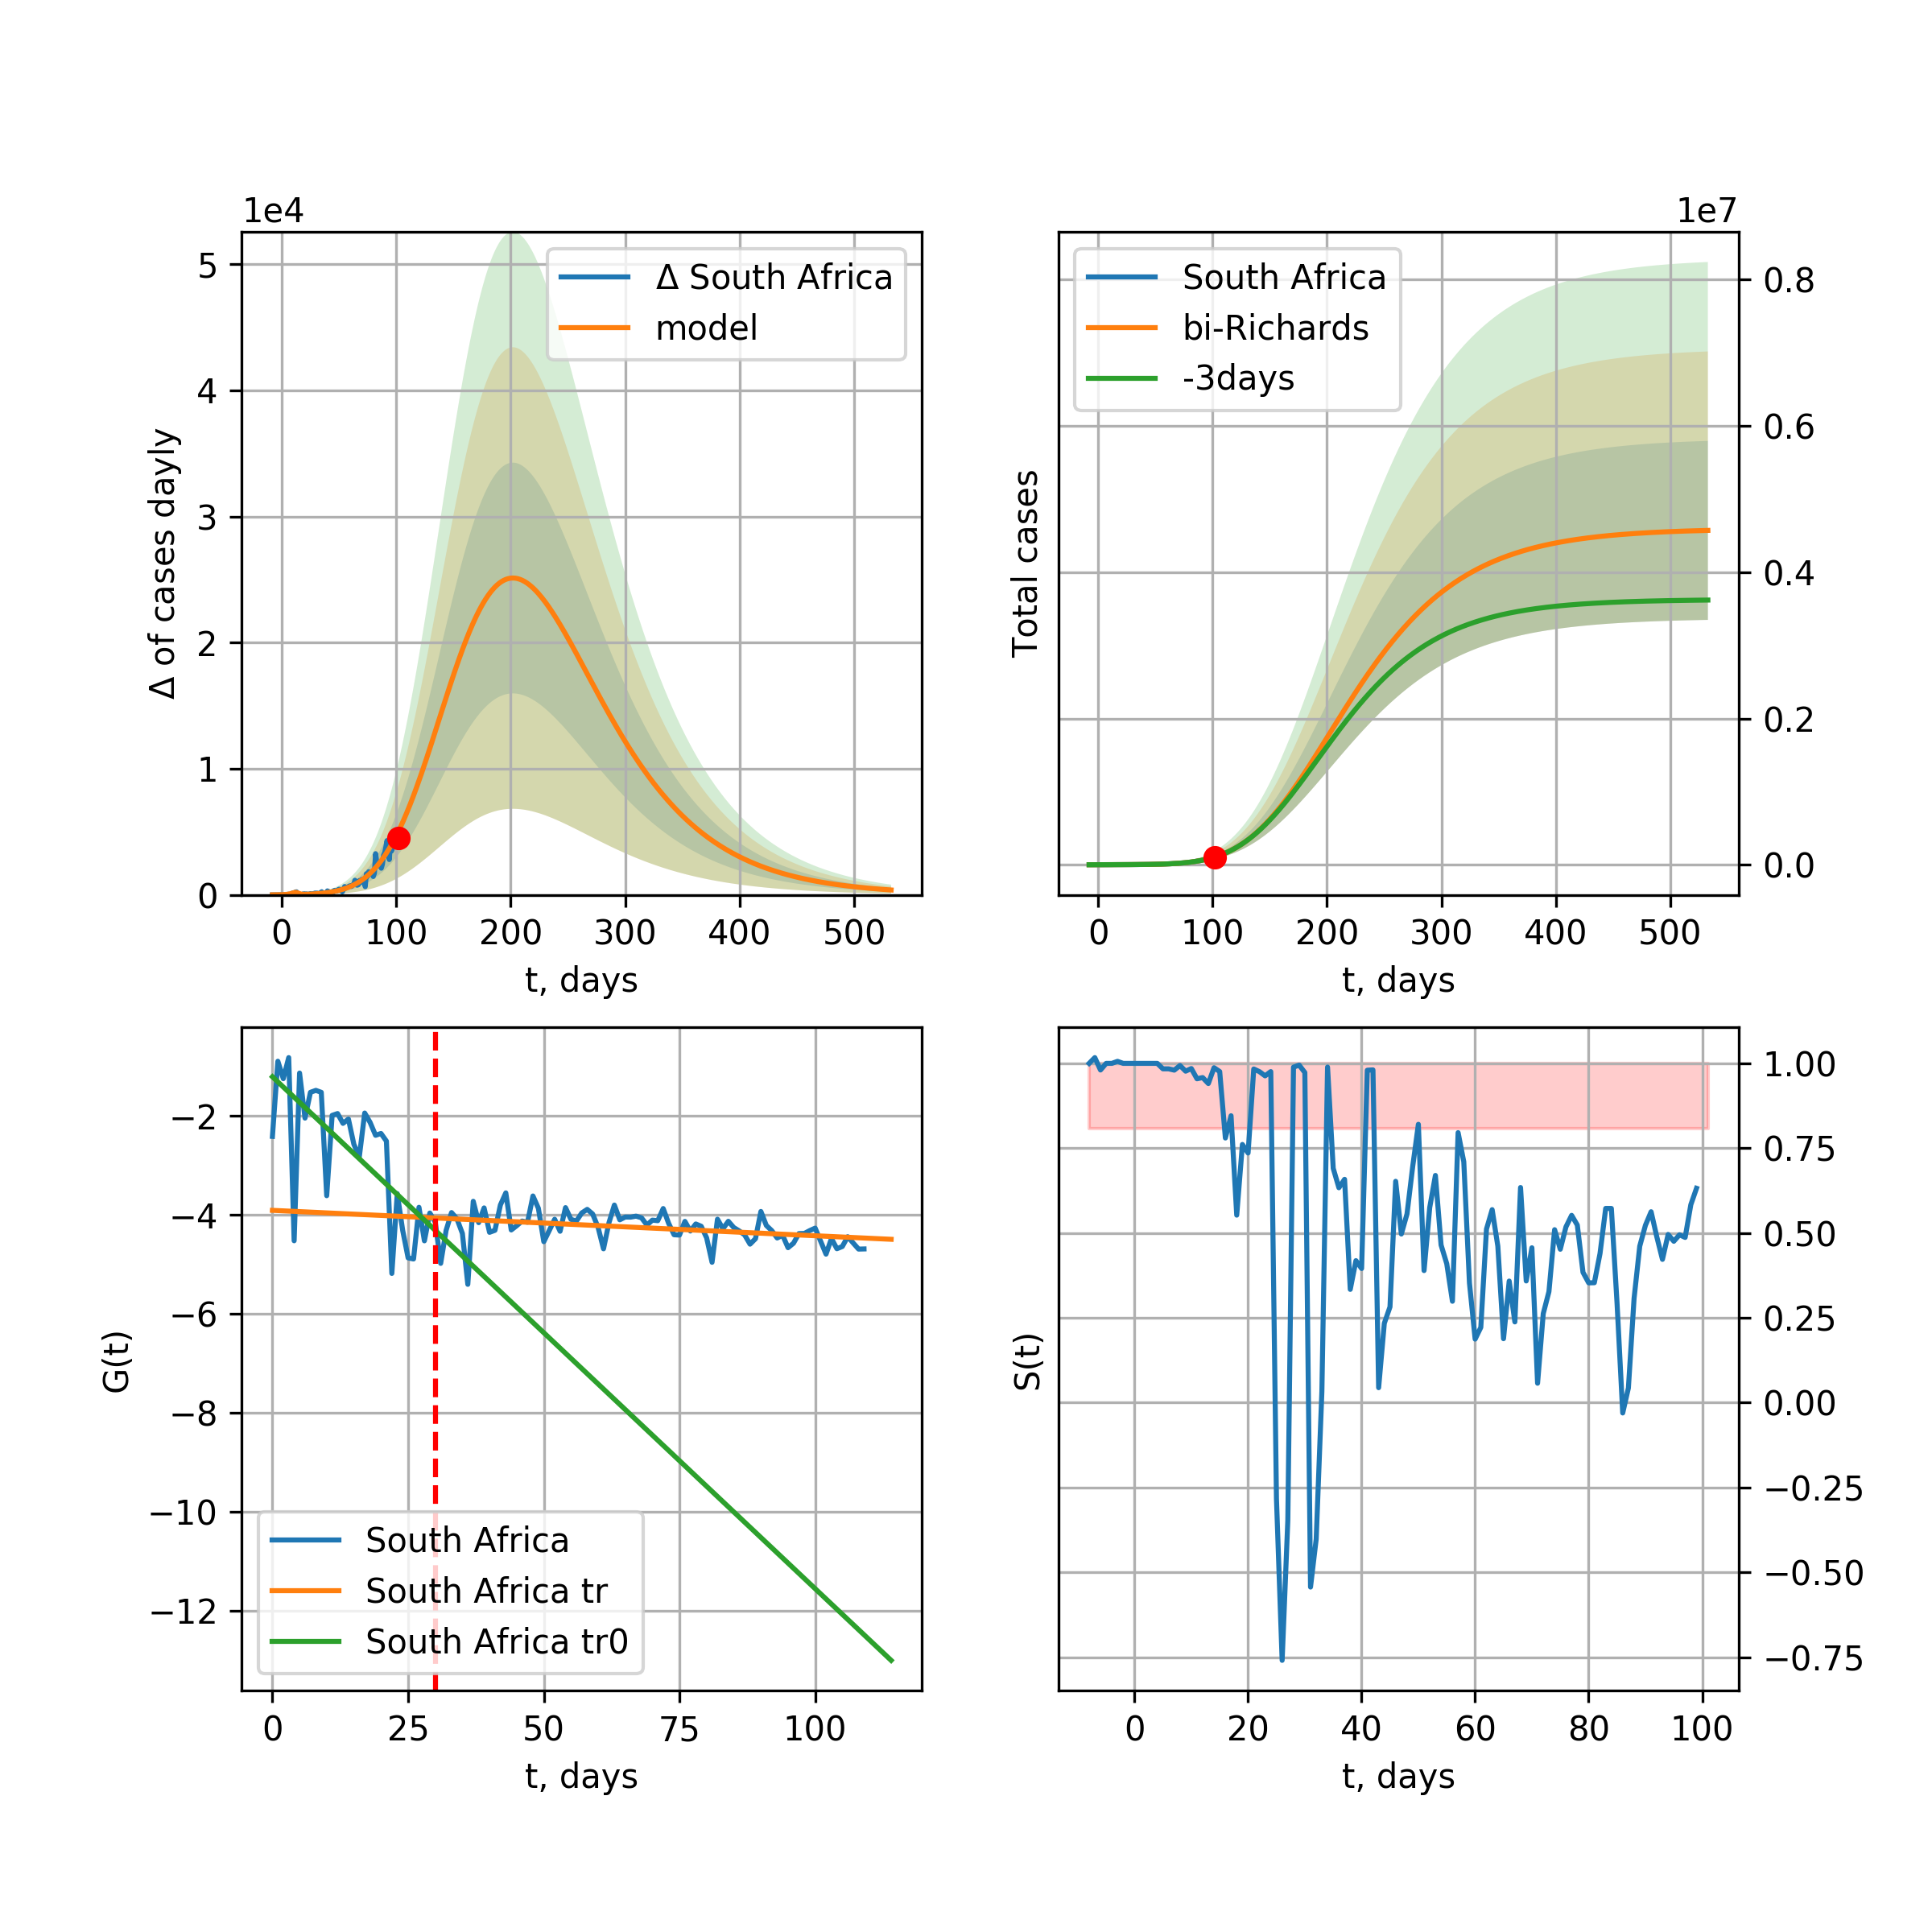 1e4
Δ of cases dayly
5
4
3
2
1
0
Δ South Africa
model
0 100 200 300 400 500
t, days
1e7
Total cases
South Africa
bi-Richards
-3days
0.8
0.6
0.4
0.2
0.0
0 100 200 300 400 500
t, days
G(t)
−2
−4
−6
−8
−10
−12
South Africa
South Africa tr
South Africa tr0
0 25 50 75 100
t, days
S(t)
1.00
0.75
0.50
0.25
0.00
−0.25
−0.50
−0.75
0 20 40 60 80 100
t, days